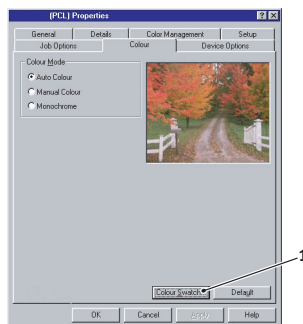 (PCL) Properties
General Details Color Management Setup
Job Options Colour Device Options
Colour Mode
Auto Colour
Manual Colour
Monochrome
1
Colour Swatch... Default
OK Cancel Apply Help